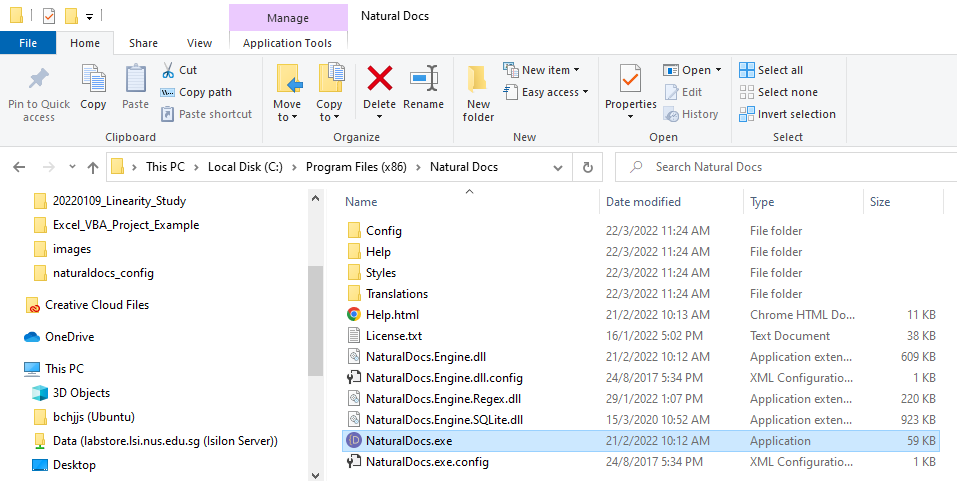 Manage Natural Docs
File Home Share View Application Tools
Pin to Quick access
Copy
Paste
Cut
Copy path
Paste shortcut
Clipboard
Move to
Copy to
Delete
Rename
Organize
New folder
New item
Easy access
New
Properties
Open
Edit
History
Open
Select all
Select none
Invert selection
Select
This PC > Local Disk (C:) > Program Files (x86) > Natural Docs
Search Natural Docs
20220109_Linearity_Study
Excel_VBA_Project_Example
images
naturaldocs_config
Creative Cloud Files
OneDrive
This PC
3D Objects
bchjjs (Ubuntu)
Data (labstore.lsi.nus.edu.sg (Isilon Server))
Desktop
Name Date modified Type Size
Config 22/3/2022 11:24 AM File folder
Help 22/3/2022 11:24 AM File folder
Styles 22/3/2022 11:24 AM File folder
Translations 22/3/2022 11:24 AM File folder
Help.html 21/2/2022 10:13 AM Chrome HTML Do... 11 KB
License.txt 16/1/2022 5:02 PM Text Document 38 KB
NaturalDocs.Engine.dll 21/2/2022 10:12 AM Application exten... 609 KB
NaturalDocs.Engine.dll.config 24/8/2017 5:34 PM XML Configuratio... 1 KB
NaturalDocs.Engine.Regex.dll 29/1/2022 1:07 PM Application exten... 220 KB
NaturalDocs.Engine.SQLite.dll 15/3/2020 10:52 AM Application exten... 923 KB
NaturalDocs.exe 21/2/2022 10:12 AM Application 59 KB
NaturalDocs.exe.config 24/8/2017 5:34 PM XML Configuratio... 1 KB